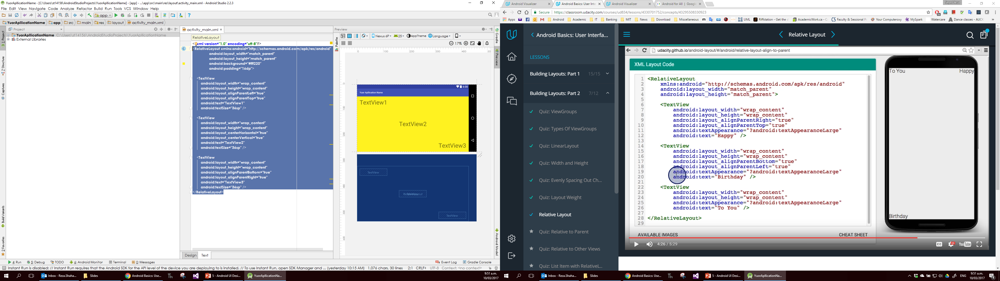 YuorApllicationName - [C:\Users\st14156\AndroidStudioProjects\YuorApllicationName] - [app] - ...\app\src\main\res\layout\activity_main.xml - Android Studio 2.2.3
File Edit View Navigate Code Analyze Refactor Build Run Tools VCS Window Help
app
YuorApllicationName app src main res layout activity_main.xml
Project
YuorApllicationName C:\Users\st14156\AndroidStudioProjects\YuorApllicationName
External Libraries
1: Project
7: Structure
Captures
Build Variants
2: Favorites
activity_main.xml
RelativeLayout
<?xml version="1.0" encoding="utf-8"?>
<RelativeLayout xmlns:android="http://schemas.android.com/apk/res/android"
android:layout_width="match_parent"
android:layout_height="match_parent"
android:background="#fff220"
android:padding="16dp">
<TextView
android:layout_width="wrap_content"
android:layout_height="wrap_content"
android:layout_alignParentLeft="true"
android:layout_alignParentTop="true"
android:text="TextView1"
android:textSize="36sp" />
<TextView
android:layout_width="wrap_content"
android:layout_height="wrap_content"
android:layout_centerHorizontal="true"
android:layout_centerVertical="true"
android:text="TextView2"
android:textSize="36sp" />
<TextView
android:layout_width="wrap_content"
android:layout_height="wrap_content"
android:layout_alignParentBottom="true"
android:layout_alignParentRight="true"
android:text="TextView3"
android:textSize="36sp" />
</RelativeLayout>
Design Text
Preview
Palette
Nexus 6P 25 AppTheme Language
17%
0 100 200 300 400 50
0
100
200
300
400
500
600
6:00
Yuor Apllication Name
TextView1
TextView2
TextView3
TextView
TextView
Gradle
Preview
Android Model
4: Run 5: Debug TODO 6: Android Monitor Terminal 0: Messages Event Log Gradle Console
Instant Run is disabled: // Instant Run requires that the Android SDK for the API level of the device you are deploying to is installed. // To use Instant Run, open SDK Manager and ... (yesterday 10:15 AM) 1,076 chars, 30 lines 2:1 CRLF UTF-8 Context: <no context>
Inbox - Reza.Shaha... Slides Android Basics: Use... 5 - Android UI Desi... YuorApllicationNa...
9:51 a.m.
10/03/2017
Android Visualizer Android Basics: User Inte Android Visualizer Android for All | Google Seyed Reza
Secure https://classroom.udacity.com/courses/ud834/lessons/4330701752/concepts/43295508330923
Apps Android Academic IT Banking MIT News Download Miscellaneous UML Riffstation - Get the c AcademicWork.ca - C Faculty & Sessional P Your Computeroxy MySpark Watercare Dance classes - AUCK
Android Basics: User Interfa...
LESSONS
Building Layouts: Part 1 15/15
Building Layouts: Part 2 7/12
Quiz: ViewGroups
Quiz: Types Of ViewGroups
Quiz: LinearLayout
Quiz: Width and Height
Quiz: Evenly Spacing Out Ch...
Quiz: Layout Weight
Relative Layout
Quiz: Relative to Parent
Quiz: Relative to Other Views
Quiz: List Item with RelativeL...
Relative Layout
udacity.github.io/android-layout/#/android/relative-layout-align-to-parent
XML Layout Code
1 <RelativeLayout
2 xmlns:android="http://schemas.android.com/apk/res/android"
3 android:layout_width="match_parent"
4 android:layout_height="match_parent">
5
6 <TextView
7 android:layout_width="wrap_content"
8 android:layout_height="wrap_content"
9 android:layout_alignParentRight="true"
10 android:layout_alignParentTop="true"
11 android:textAppearance="?android:textAppearanceLarge"
12 android:text="Happy" />
13
14 <TextView
15 android:layout_width="wrap_content"
16 android:layout_height="wrap_content"
17 android:layout_alignParentBottom="true"
18 android:layout_alignParentLeft="true"
19 android:textAppearance="?android:textAppearanceLarge"
20 android:text="Birthday" />
21
22 <TextView
23 android:layout_width="wrap_content"
24 android:layout_height="wrap_content"
25 android:textAppearance="?android:textAppearanceLarge"
26 android:text="To You" />
27
28 </RelativeLayout>
29
AVAILABLE IMAGES CHEAT SHEET
To You Happy
Birthday
4:26 / 5:29
CC HD YouTube
Inbox - Reza.Shaha... Slides Android Basics: Use... 5 - Android UI Desi... YuorApllicationNa...
ENG
9:51 a.m.
10/03/2017